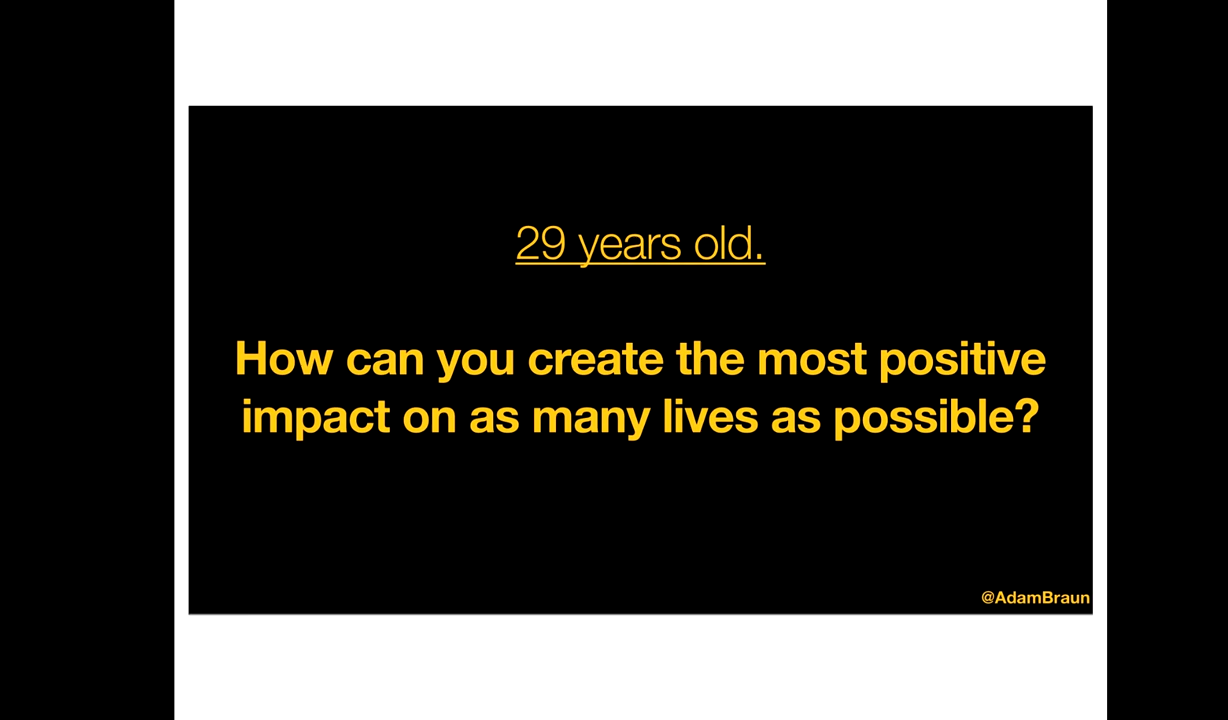 29 years old.
How can you create the most positive
impact on as many lives as possible?
@AdamBraun